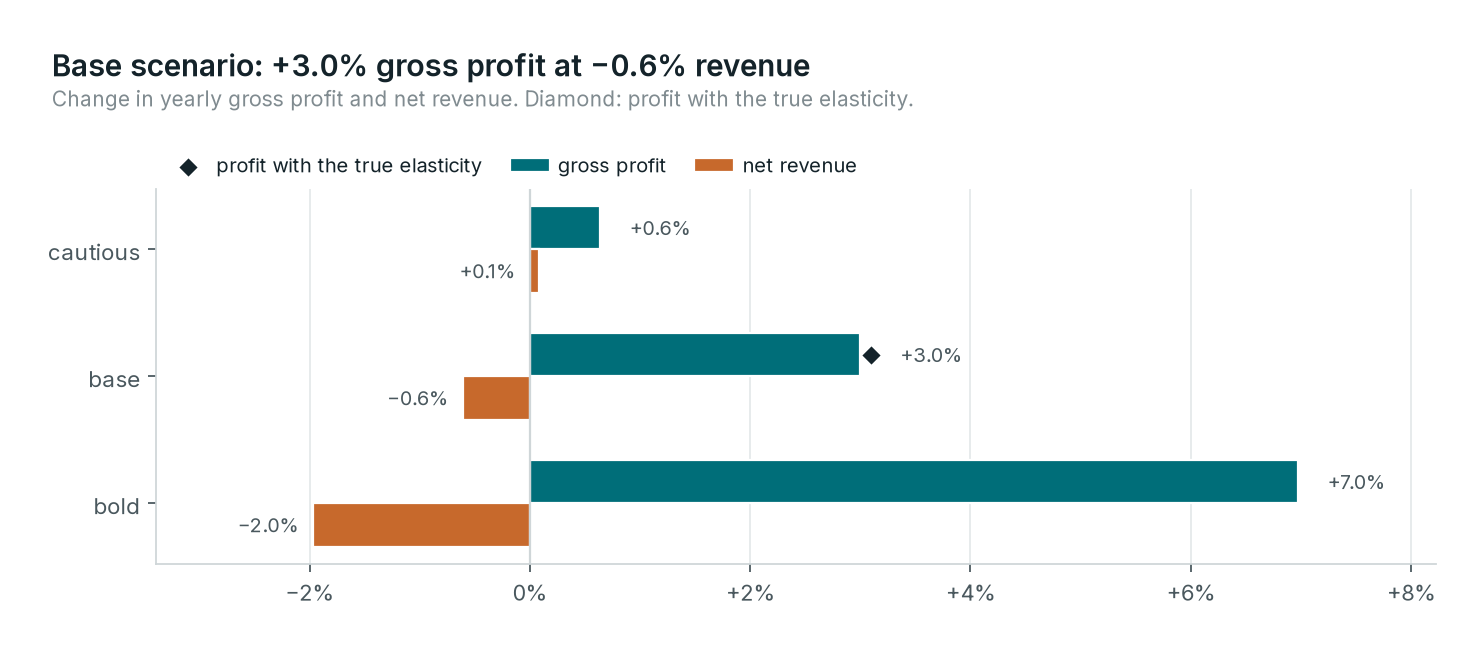 Base scenario: +3.0% gross profit at −0.6% revenue
Change in yearly gross profit and net revenue. Diamond: profit with the true elasticity.
profit with the true elasticity gross profit net revenue
cautious
+0.6%
+0.1%
base
+3.0%
−0.6%
bold
+7.0%
−2.0%
−2% 0% +2% +4% +6% +8%